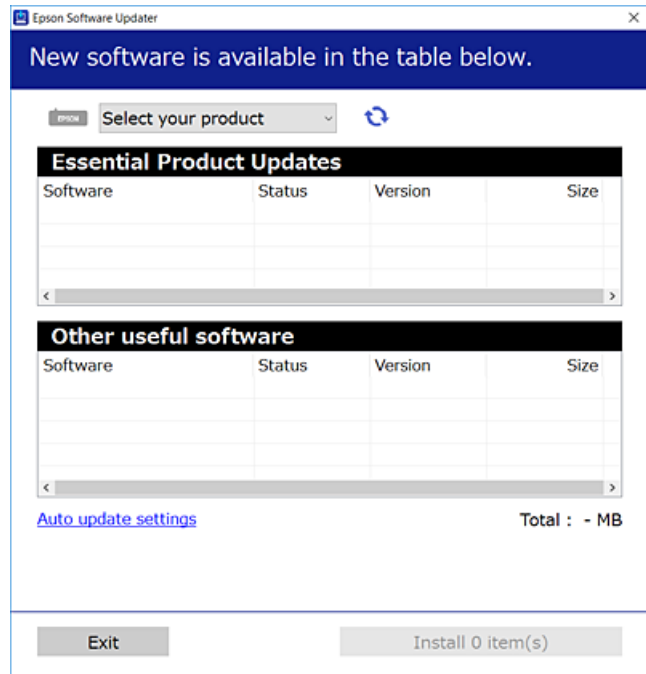 Epson Software Updater
New software is available in the table below.
EPSON Select your product
Essential Product Updates
Software Status Version Size
Other useful software
Software Status Version Size
Auto update settings Total : - MB
Exit Install 0 item(s)